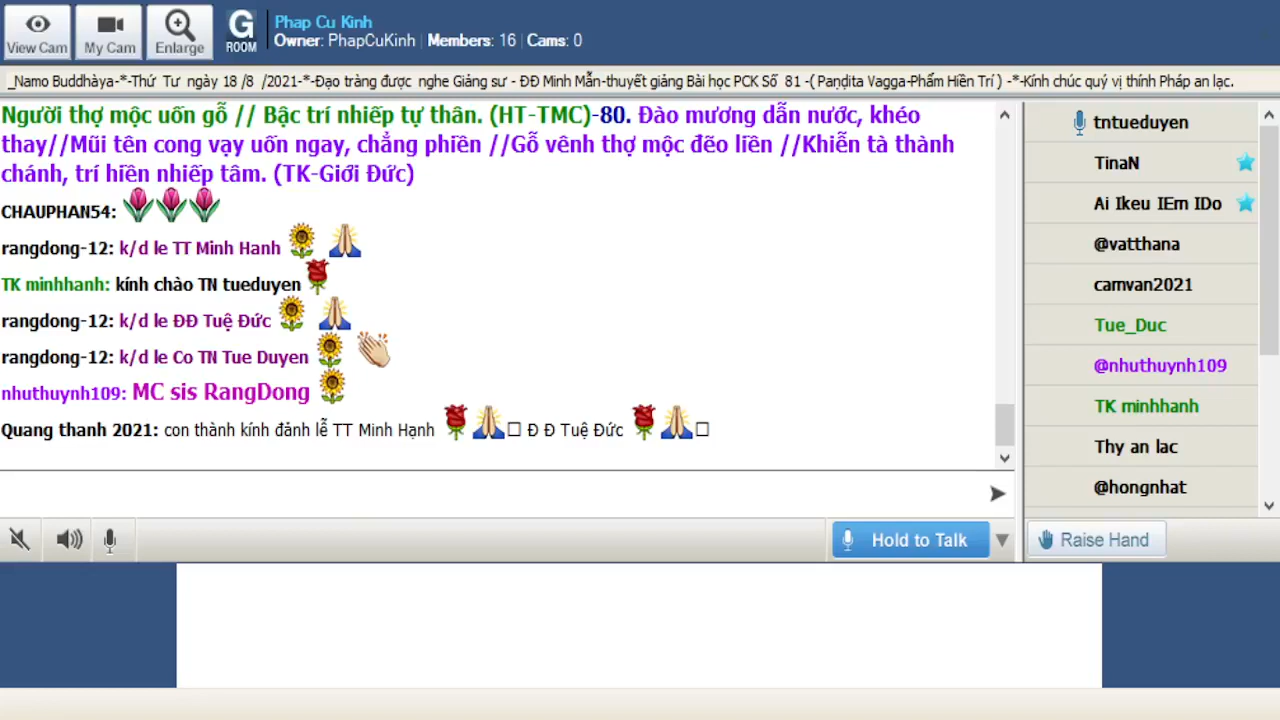 View Cam
My Cam
Enlarge
G
ROOM
Phap Cu Kinh
Owner: PhapCuKinh | Members: 16 | Cams: 0
_Namo Buddhàya-*-Thứ Tư ngày 18 /8 /2021-*-Đạo tràng được nghe Giảng sư - ĐĐ Minh Mẫn-thuyết giảng Bài học PCK Số 81 -( Paṇḍita Vagga-Phẩm Hiền Trí ) -*-Kính chúc quý vị thính Pháp an lạc.
Người thợ mộc uốn gỗ // Bậc trí nhiếp tự thân. (HT-TMC)-80. Đào mương dẫn nước, khéo
thay//Mũi tên cong vạy uốn ngay, chẳng phiền //Gỗ vênh thợ mộc đẽo liền //Khiễn tà thành
chánh, trí hiền nhiếp tâm. (TK-Giới Đức)
CHAUPHAN54:
rangdong-12: k/d le TT Minh Hanh
TK minhhanh: kính chào TN tueduyen
rangdong-12: k/d le ĐĐ Tuệ Đức
rangdong-12: k/d le Co TN Tue Duyen
nhuthuynh109: MC sis RangDong
Quang thanh 2021: con thành kính đảnh lễ TT Minh Hạnh Đ Đ Tuệ Đức
tntueduyen
TinaN
Ai Ikeu IEm IDo
@vatthana
camvan2021
Tue_Duc
@nhuthuynh109
TK minhhanh
Thy an lac
@hongnhat
Hold to Talk
Raise Hand